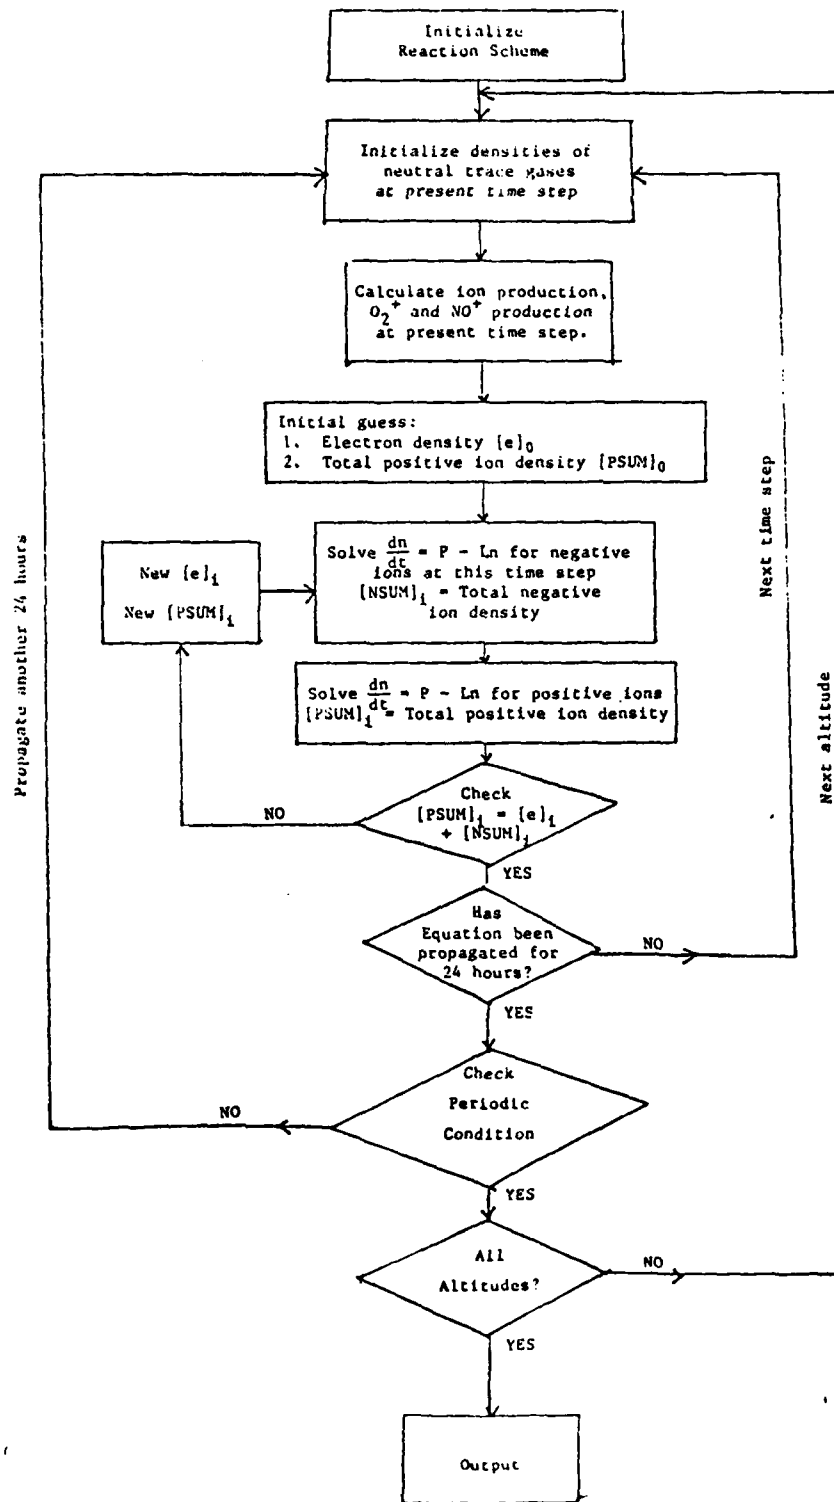 Initialize
Reaction Scheme
Initialize densities of
neutral trace gases
at present time step
Calculate ion production,
O₂⁺ and NO⁺ production
at present time step.
Initial guess:
1. Electron density [e]₀
2. Total positive ion density [PSUM]₀
New [e]ᵢ
New [PSUM]ᵢ
Solve dn/dt = P - Ln for negative
ions at this time step
[NSUM]ᵢ = Total negative
ion density
Solve dn/dt = P - Ln for positive ions
[PSUM]ᵢ = Total positive ion density
Check
[PSUM]ᵢ = [e]ᵢ
+ [NSUM]ᵢ
NO
YES
Has
Equation been
propagated for
24 hours?
NO
YES
Check
Periodic
Condition
NO
YES
All
Altitudes?
NO
YES
Output
Propagate another 24 hours
Next time step
Next altitude